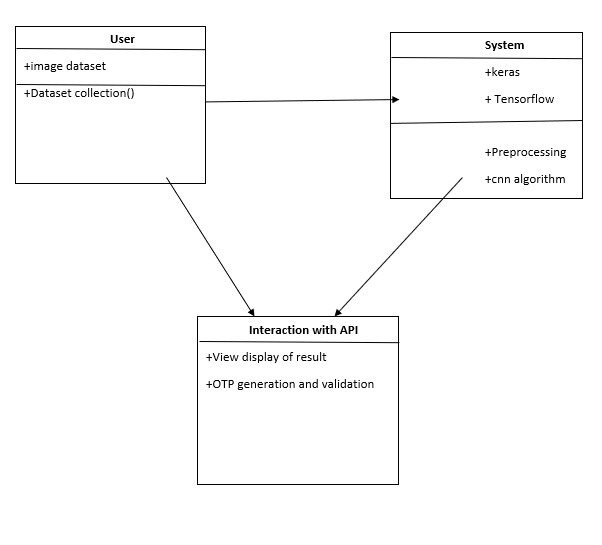 User
+image dataset
+Dataset collection()
System
+keras
+ Tensorflow
+Preprocessing
+cnn algorithm
Interaction with API
+View display of result
+OTP generation and validation